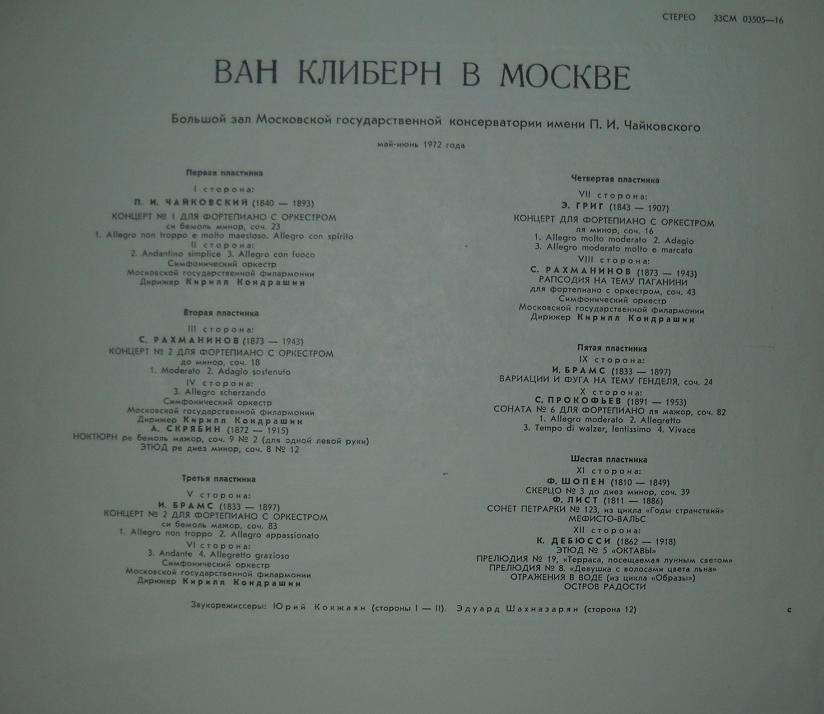 СТЕРЕО 33СМ 03505—16
ВАН КЛИБЕРН В МОСКВЕ
Большой зал Московской государственной консерватории имени П. И. Чайковского
май-июнь 1972 года
Первая пластинка
I сторона:
П. И. ЧАЙКОВСКИЙ (1840 — 1893)
КОНЦЕРТ № 1 ДЛЯ ФОРТЕПИАНО С ОРКЕСТРОМ
си бемоль минор, соч. 23
1. Allegro non troppo e molto maestoso. Allegro con spirito
II сторона:
2. Andantino simplice 3. Allegro con fuoco
Симфонический оркестр
Московской государственной филармонии
Дирижер Кирилл Кондрашин
Вторая пластинка
III сторона:
С. РАХМАНИНОВ (1873 — 1943)
КОНЦЕРТ № 2 ДЛЯ ФОРТЕПИАНО С ОРКЕСТРОМ
до минор, соч. 18
1. Moderato 2. Adagio sostenuto
IV сторона:
3. Allegro scherzando
Симфонический оркестр
Московской государственной филармонии
Дирижер Кирилл Кондрашин
А. СКРЯБИН (1872 — 1915)
НОКТЮРН ре бемоль мажор, соч. 9 № 2 (для одной левой руки)
ЭТЮД ре диез минор, соч. 8 № 12
Третья пластинка
V сторона:
И. БРАМС (1833 — 1897)
КОНЦЕРТ № 2 ДЛЯ ФОРТЕПИАНО С ОРКЕСТРОМ
си бемоль мажор, соч. 83
1. Allegro non troppo 2. Allegro appassionato
VI сторона:
3. Andante 4. Allegretto grazioso
Симфонический оркестр
Московской государственной филармонии
Дирижер Кирилл Кондрашин
Четвертая пластинка
VII сторона:
Э. ГРИГ (1843 — 1907)
КОНЦЕРТ ДЛЯ ФОРТЕПИАНО С ОРКЕСТРОМ
ля минор, соч. 16
1. Allegro molto moderato 2. Adagio
3. Allegro moderato molto e marcato
VIII сторона:
С. РАХМАНИНОВ (1873 — 1943)
РАПСОДИЯ НА ТЕМУ ПАГАНИНИ
для фортепиано с оркестром, соч. 43
Симфонический оркестр
Московской государственной филармонии
Дирижер Кирилл Кондрашин
Пятая пластинка
IX сторона:
И. БРАМС (1833 — 1897)
ВАРИАЦИИ И ФУГА НА ТЕМУ ГЕНДЕЛЯ, соч. 24
X сторона:
С. ПРОКОФЬЕВ (1891 — 1953)
СОНАТА № 6 ДЛЯ ФОРТЕПИАНО ля мажор, соч. 82
1. Allegro moderato 2. Allegretto
3. Tempo di walzer, lentissimo 4. Vivace
Шестая пластинка
XI сторона:
Ф. ШОПЕН (1810 — 1849)
СКЕРЦО № 3 до диез минор, соч. 39
Ф. ЛИСТ (1811 — 1886)
СОНЕТ ПЕТРАРКИ № 123, из цикла «Годы странствий»
МЕФИСТО-ВАЛЬС
XII сторона:
К. ДЕБЮССИ (1862 — 1918)
ЭТЮД № 5 «ОКТАВЫ»
ПРЕЛЮДИЯ № 19, «Терраса, посещаемая лунным светом»
ПРЕЛЮДИЯ № 8. «Девушка с волосами цвета льна»
ОТРАЖЕНИЯ В ВОДЕ (из цикла «Образы»)
ОСТРОВ РАДОСТИ
Звукорежиссеры: Юрий Кокжаян (стороны I — II). Эдуард Шахназарян (сторона 12)
с